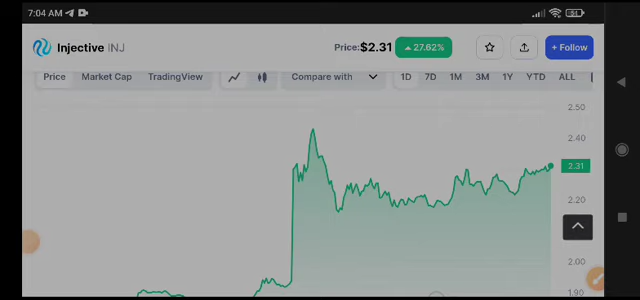 7:04 AM
Injective INJ Price: $2.31 27.62% + Follow
Price Market Cap TradingView Compare with 1D 7D 1M 3M 1Y YTD ALL
2.50
2.40
2.31
2.20
2.00
1.90